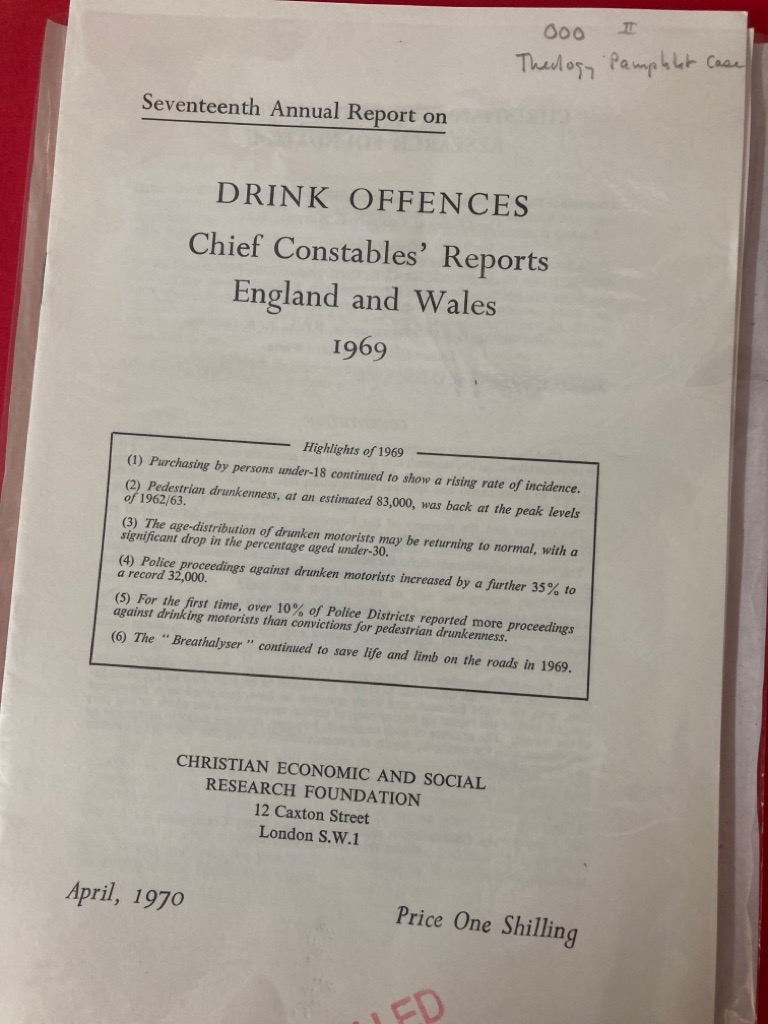 000 II
Theology Pamphlet Case
Seventeenth Annual Report on
DRINK OFFENCES
Chief Constables' Reports
England and Wales
1969
Highlights of 1969
(1) Purchasing by persons under-18 continued to show a rising rate of incidence.
(2) Pedestrian drunkenness, at an estimated 83,000, was back at the peak levels
of 1962/63.
(3) The age-distribution of drunken motorists may be returning to normal, with a
significant drop in the percentage aged under-30.
(4) Police proceedings against drunken motorists increased by a further 35% to
a record 32,000.
(5) For the first time, over 10% of Police Districts reported more proceedings
against drinking motorists than convictions for pedestrian drunkenness.
(6) The "Breathalyser" continued to save life and limb on the roads in 1969.
CHRISTIAN ECONOMIC AND SOCIAL
RESEARCH FOUNDATION
12 Caxton Street
London S.W.1
April, 1970
Price One Shilling